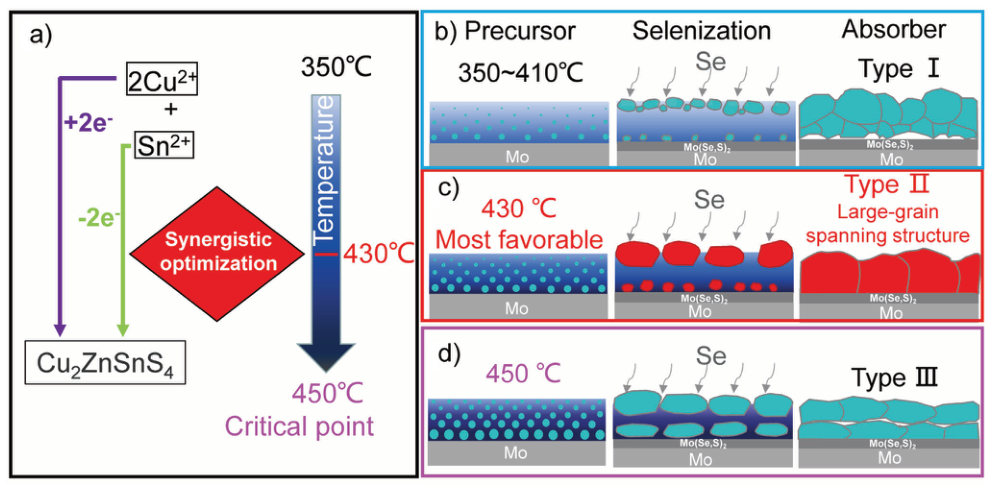 a)
2Cu²⁺
+
Sn²⁺
+2e⁻
-2e⁻
Synergistic
optimization
Cu₂ZnSnS₄
350℃
Temperature
430℃
450℃
Critical point
b) Precursor Selenization Absorber
350~410℃
Se
Type Ⅰ
Mo
Mo(Se,S)₂
Mo
Mo(Se,S)₂
Mo
c)
430 ℃
Most favorable
Se
Type Ⅱ
Large-grain
spanning structure
Mo
Mo(Se,S)₂
Mo
Mo(Se,S)₂
Mo
d)
450 ℃
Se
Type Ⅲ
Mo
Mo(Se,S)₂
Mo
Mo(Se,S)₂
Mo